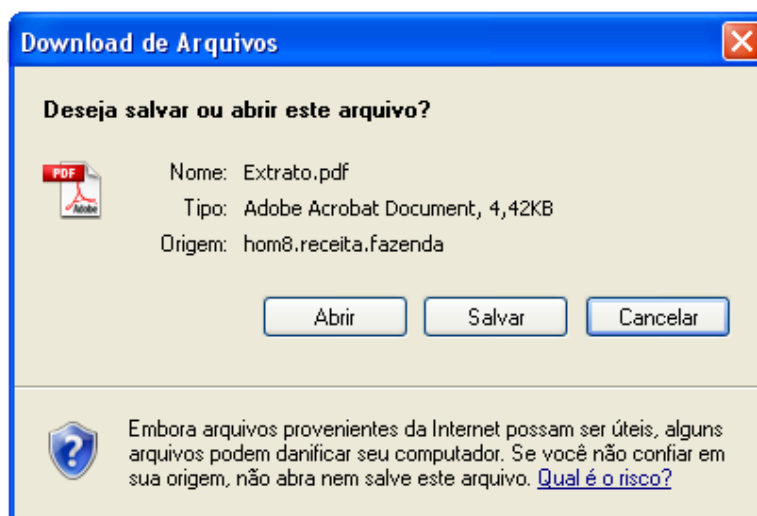 Download de Arquivos
Deseja salvar ou abrir este arquivo?
PDF
Adobe
Nome: Extrato.pdf
Tipo: Adobe Acrobat Document, 4,42KB
Origem: hom8.receita.fazenda
Abrir Salvar Cancelar
Embora arquivos provenientes da Internet possam ser úteis, alguns
arquivos podem danificar seu computador. Se você não confiar em
sua origem, não abra nem salve este arquivo. Qual é o risco?